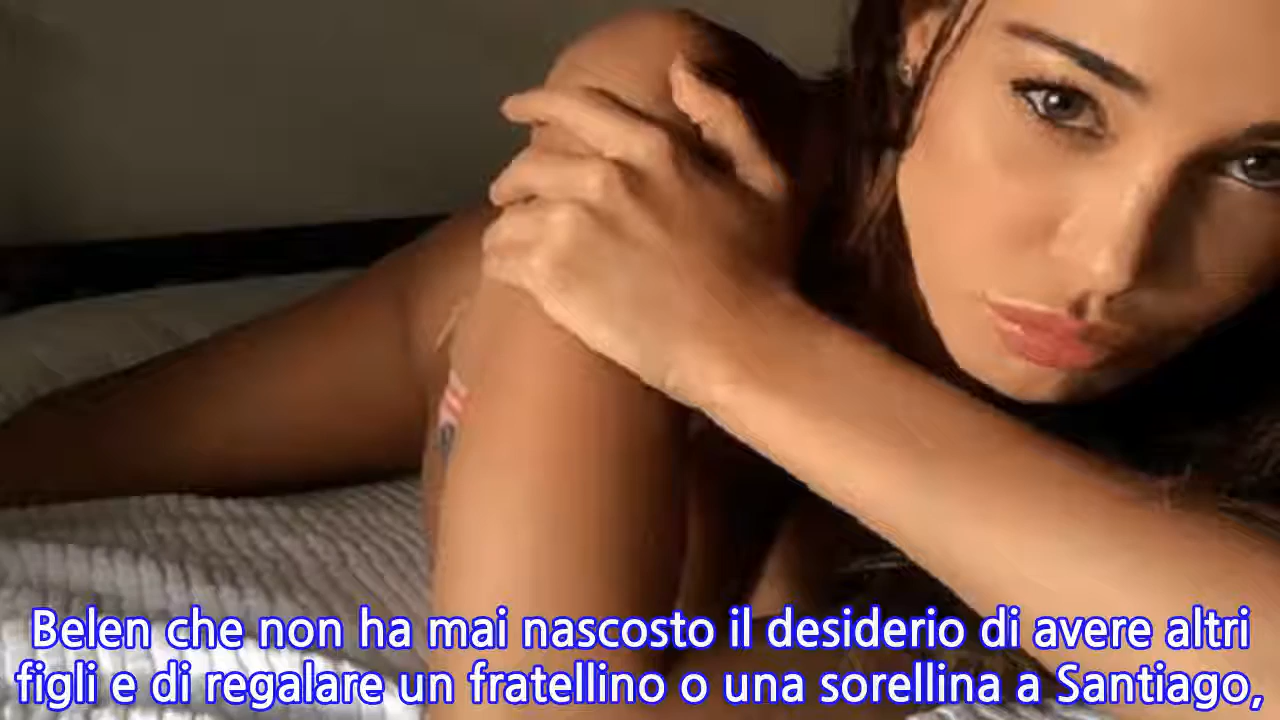 Belen che non ha mai nascosto il desiderio di avere altri
figli e di regalare un fratellino o una sorellina a Santiago,